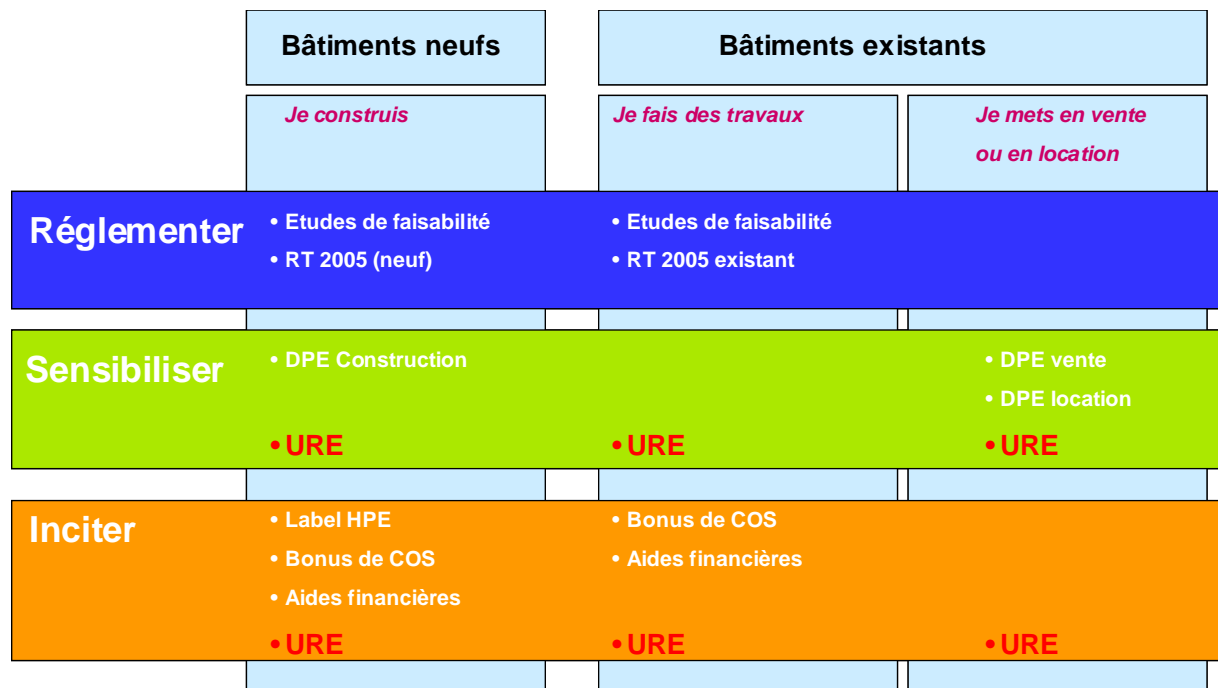 Bâtiments neufs
Bâtiments existants
Je construis
Je fais des travaux
Je mets en vente
ou en location
Réglementer
• Etudes de faisabilité
• RT 2005 (neuf)
• Etudes de faisabilité
• RT 2005 existant
Sensibiliser
• DPE Construction
• URE
• URE
• DPE vente
• DPE location
• URE
Inciter
• Label HPE
• Bonus de COS
• Aides financières
• URE
• Bonus de COS
• Aides financières
• URE
• URE